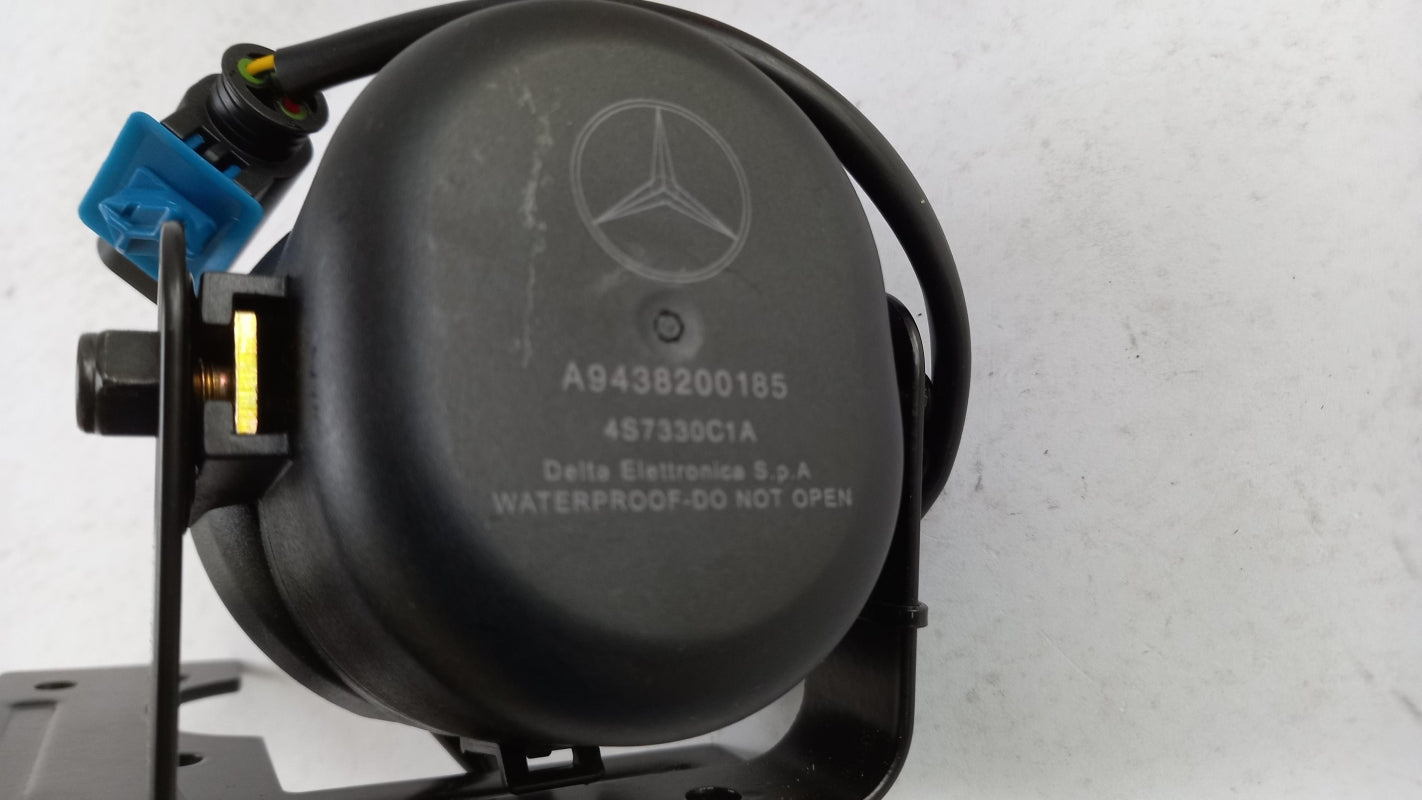 A9438200185
4S7330C1A
Delta Elettronica S.p.A
WATERPROOF-DO NOT OPEN